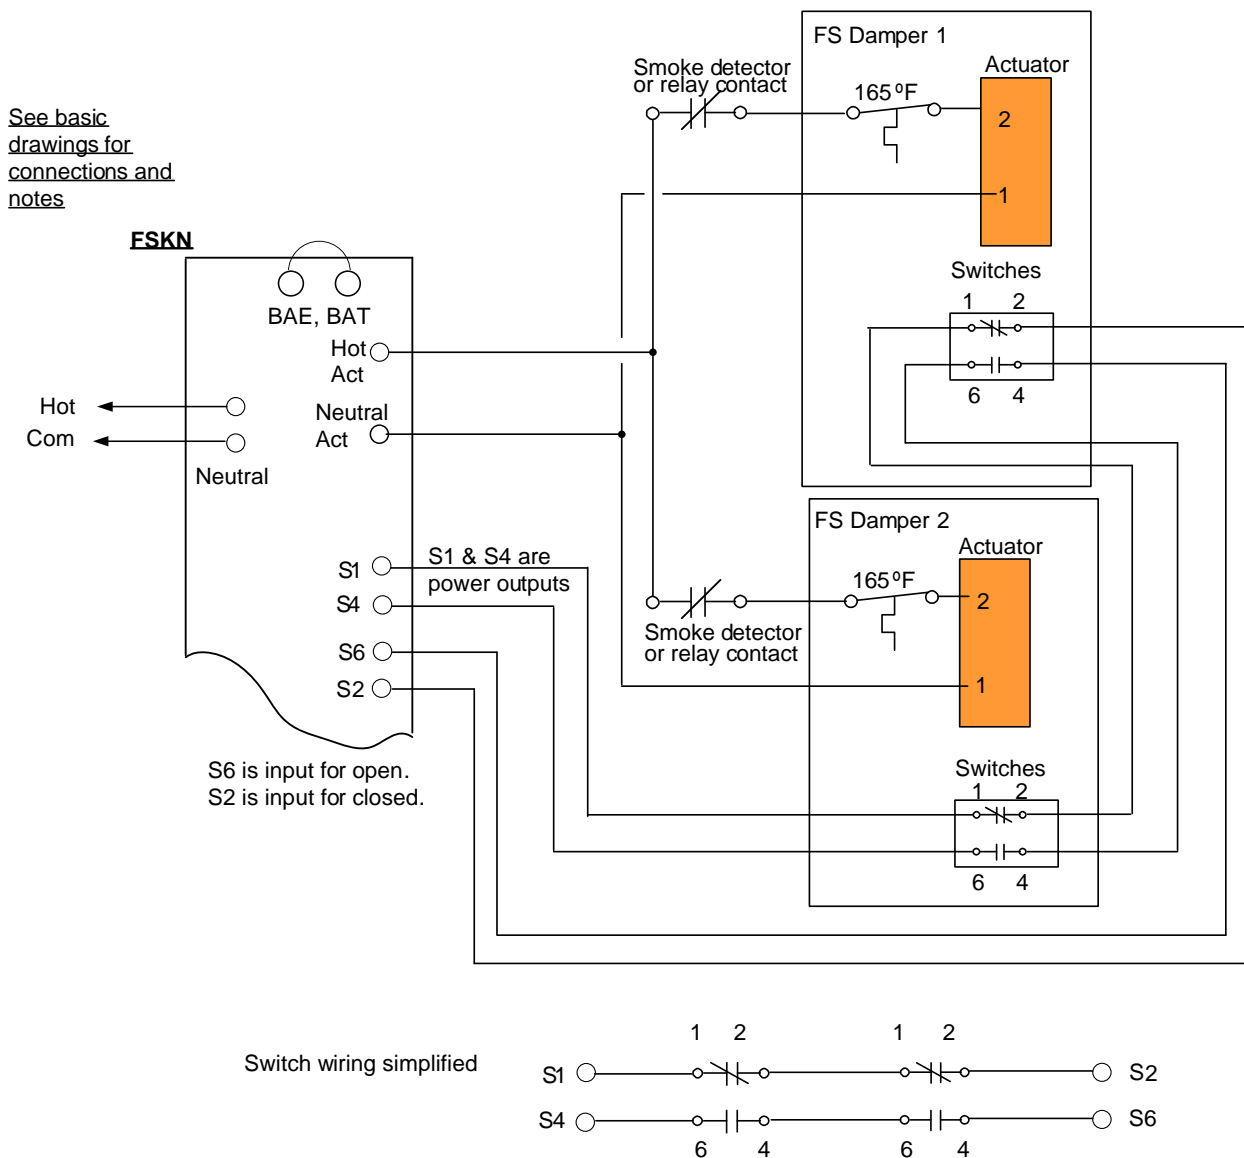 FS Damper 1
Smoke detector
or relay contact
Actuator
165ºF
2
1
See basic
drawings for
connections and
notes
FSKN
BAE, BAT
Hot
Act
Neutral
Act
Hot
Com
Neutral
Switches
1 2
6 4
S1
S4
S6
S2
S1 & S4 are
power outputs
S6 is input for open.
S2 is input for closed.
FS Damper 2
Actuator
165ºF
2
1
Smoke detector
or relay contact
Switches
1 2
6 4
Switch wiring simplified
1 2 1 2
S1 S2
S4 S6
6 4 6 4